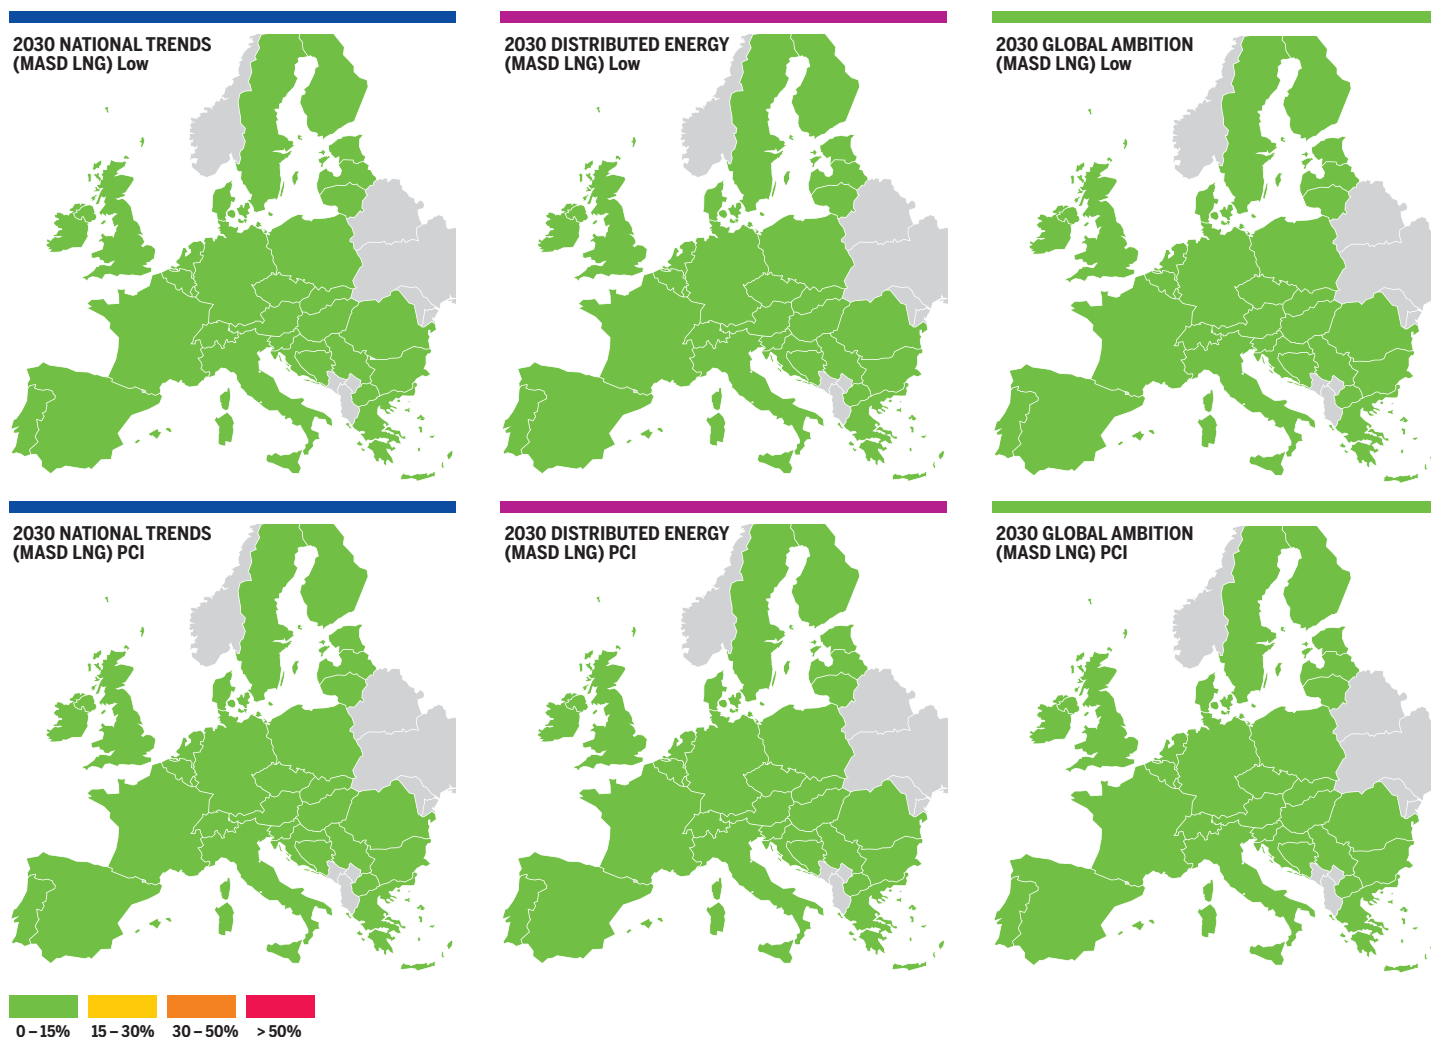 2030 NATIONAL TRENDS
(MASD LNG) Low
2030 DISTRIBUTED ENERGY
(MASD LNG) Low
2030 GLOBAL AMBITION
(MASD LNG) Low
2030 NATIONAL TRENDS
(MASD LNG) PCI
2030 DISTRIBUTED ENERGY
(MASD LNG) PCI
2030 GLOBAL AMBITION
(MASD LNG) PCI
0 – 15% 15 – 30% 30 – 50% > 50%